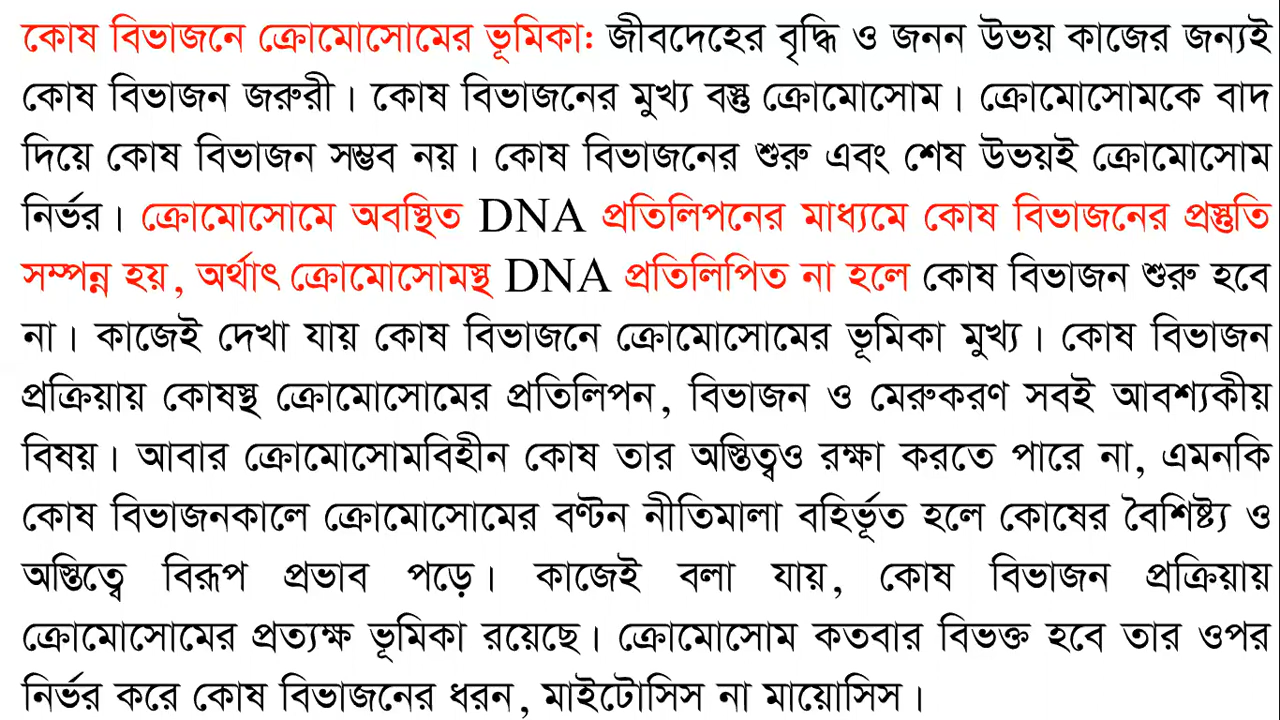 কোষ বিভাজনে ক্রোমোসোমের ভূমিকা: জীবদেহের বৃদ্ধি ও জনন উভয় কাজের জন্যই
কোষ বিভাজন জরুরী। কোষ বিভাজনের মুখ্য বস্তু ক্রোমোসোম। ক্রোমোসোমকে বাদ
দিয়ে কোষ বিভাজন সম্ভব নয়। কোষ বিভাজনের শুরু এবং শেষ উভয়ই ক্রোমোসোম
নির্ভর। ক্রোমোসোমে অবস্থিত DNA প্রতিলিপনের মাধ্যমে কোষ বিভাজনের প্রস্তুতি
সম্পন্ন হয়, অর্থাৎ ক্রোমোসোমস্থ DNA প্রতিলিপিত না হলে কোষ বিভাজন শুরু হবে
না। কাজেই দেখা যায় কোষ বিভাজনে ক্রোমোসোমের ভূমিকা মুখ্য। কোষ বিভাজন
প্রক্রিয়ায় কোষস্থ ক্রোমোসোমের প্রতিলিপন, বিভাজন ও মেরুকরণ সবই আবশ্যকীয়
বিষয়। আবার ক্রোমোসোমবিহীন কোষ তার অস্তিত্বও রক্ষা করতে পারে না, এমনকি
কোষ বিভাজনকালে ক্রোমোসোমের বণ্টন নীতিমালা বহির্ভূত হলে কোষের বৈশিষ্ট্য ও
অস্তিত্বে বিরূপ প্রভাব পড়ে। কাজেই বলা যায়, কোষ বিভাজন প্রক্রিয়ায়
ক্রোমোসোমের প্রত্যক্ষ ভূমিকা রয়েছে। ক্রোমোসোম কতবার বিভক্ত হবে তার ওপর
নির্ভর করে কোষ বিভাজনের ধরন, মাইটোসিস না মায়োসিস।